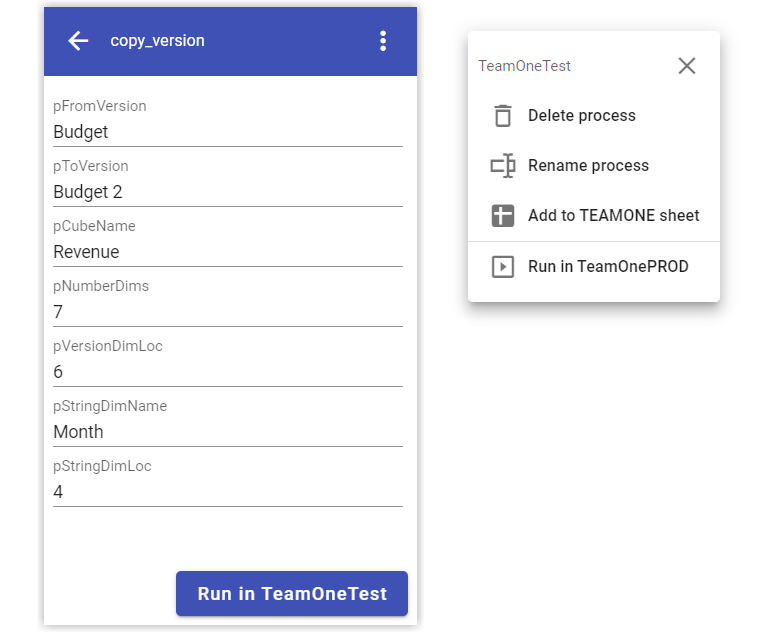 copy_version
pFromVersion
Budget
pToVersion
Budget 2
pCubeName
Revenue
pNumberDims
7
pVersionDimLoc
6
pStringDimName
Month
pStringDimLoc
4
Run in TeamOneTest
TeamOneTest
Delete process
Rename process
Add to TEAMONE sheet
Run in TeamOnePROD